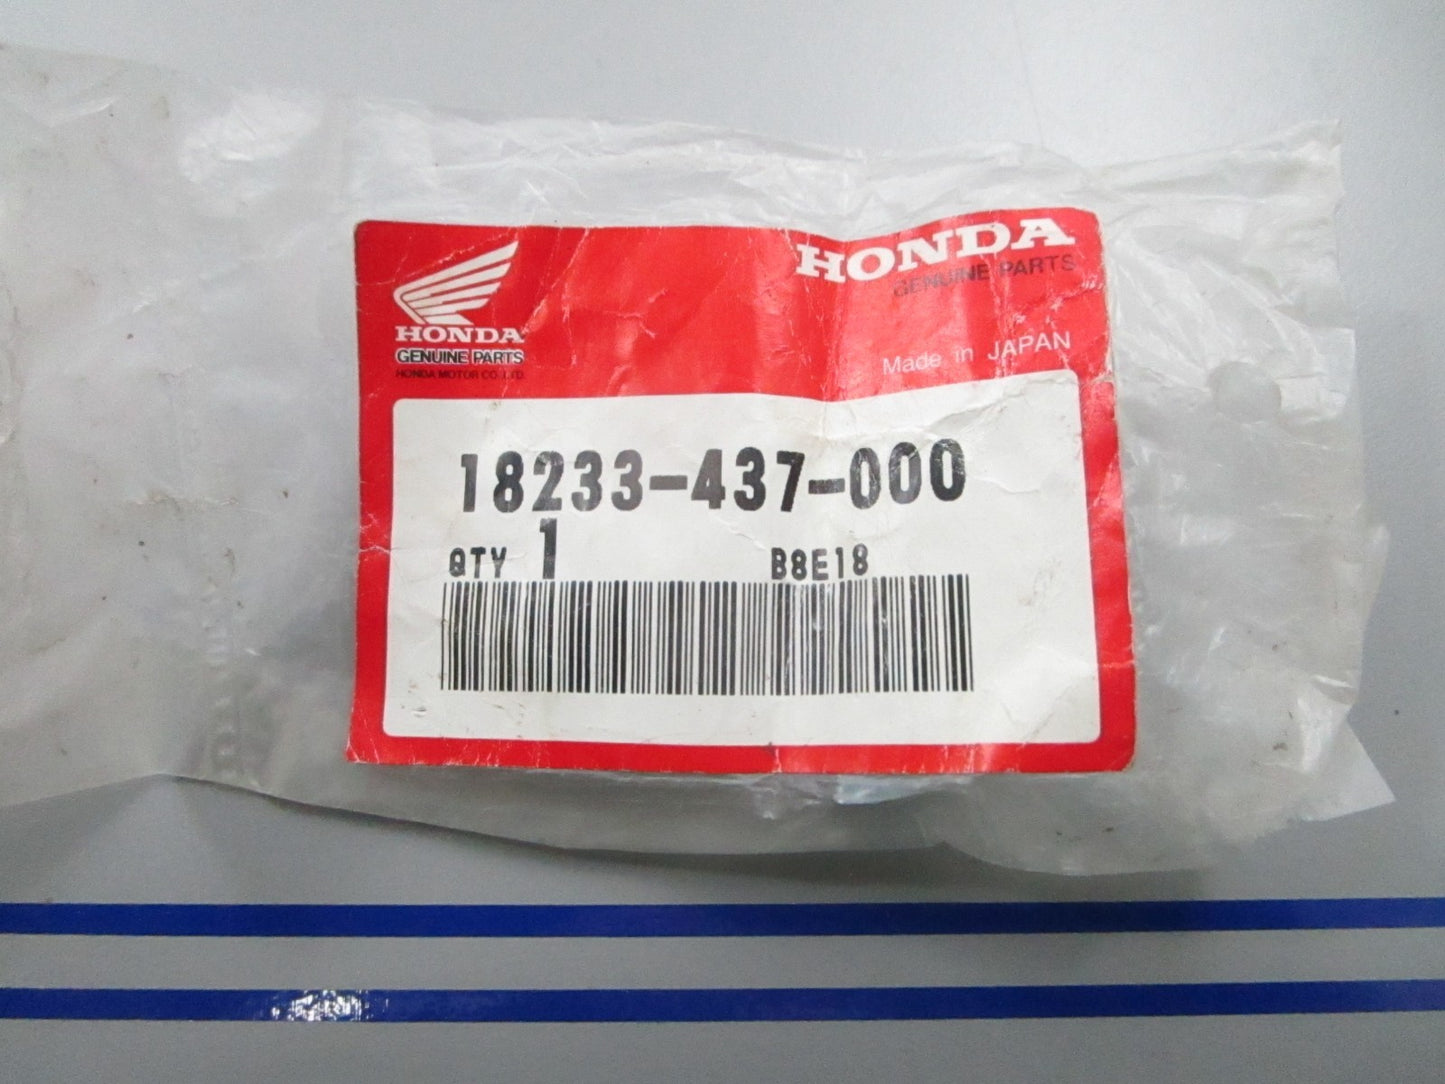 HONDA
GENUINE PARTS
HONDA MOTOR CO.,LTD.
HONDA
GENUINE PARTS
Made in JAPAN
18233-437-000
QTY 1 B8E18